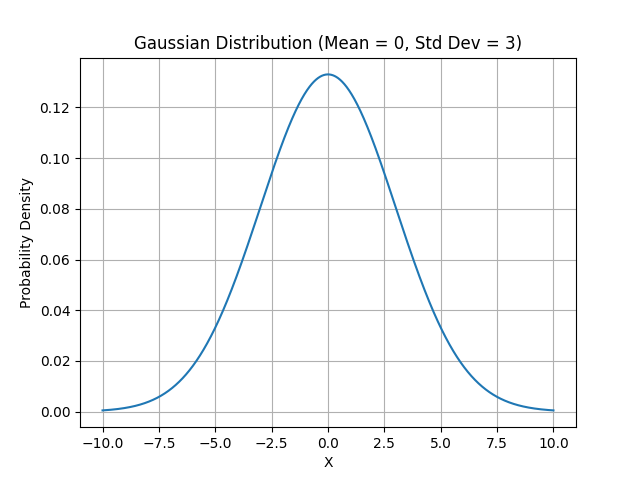 Gaussian Distribution (Mean = 0, Std Dev = 3)
Probability Density
0.12
0.10
0.08
0.06
0.04
0.02
0.00
−10.0 −7.5 −5.0 −2.5 0.0 2.5 5.0 7.5 10.0
X